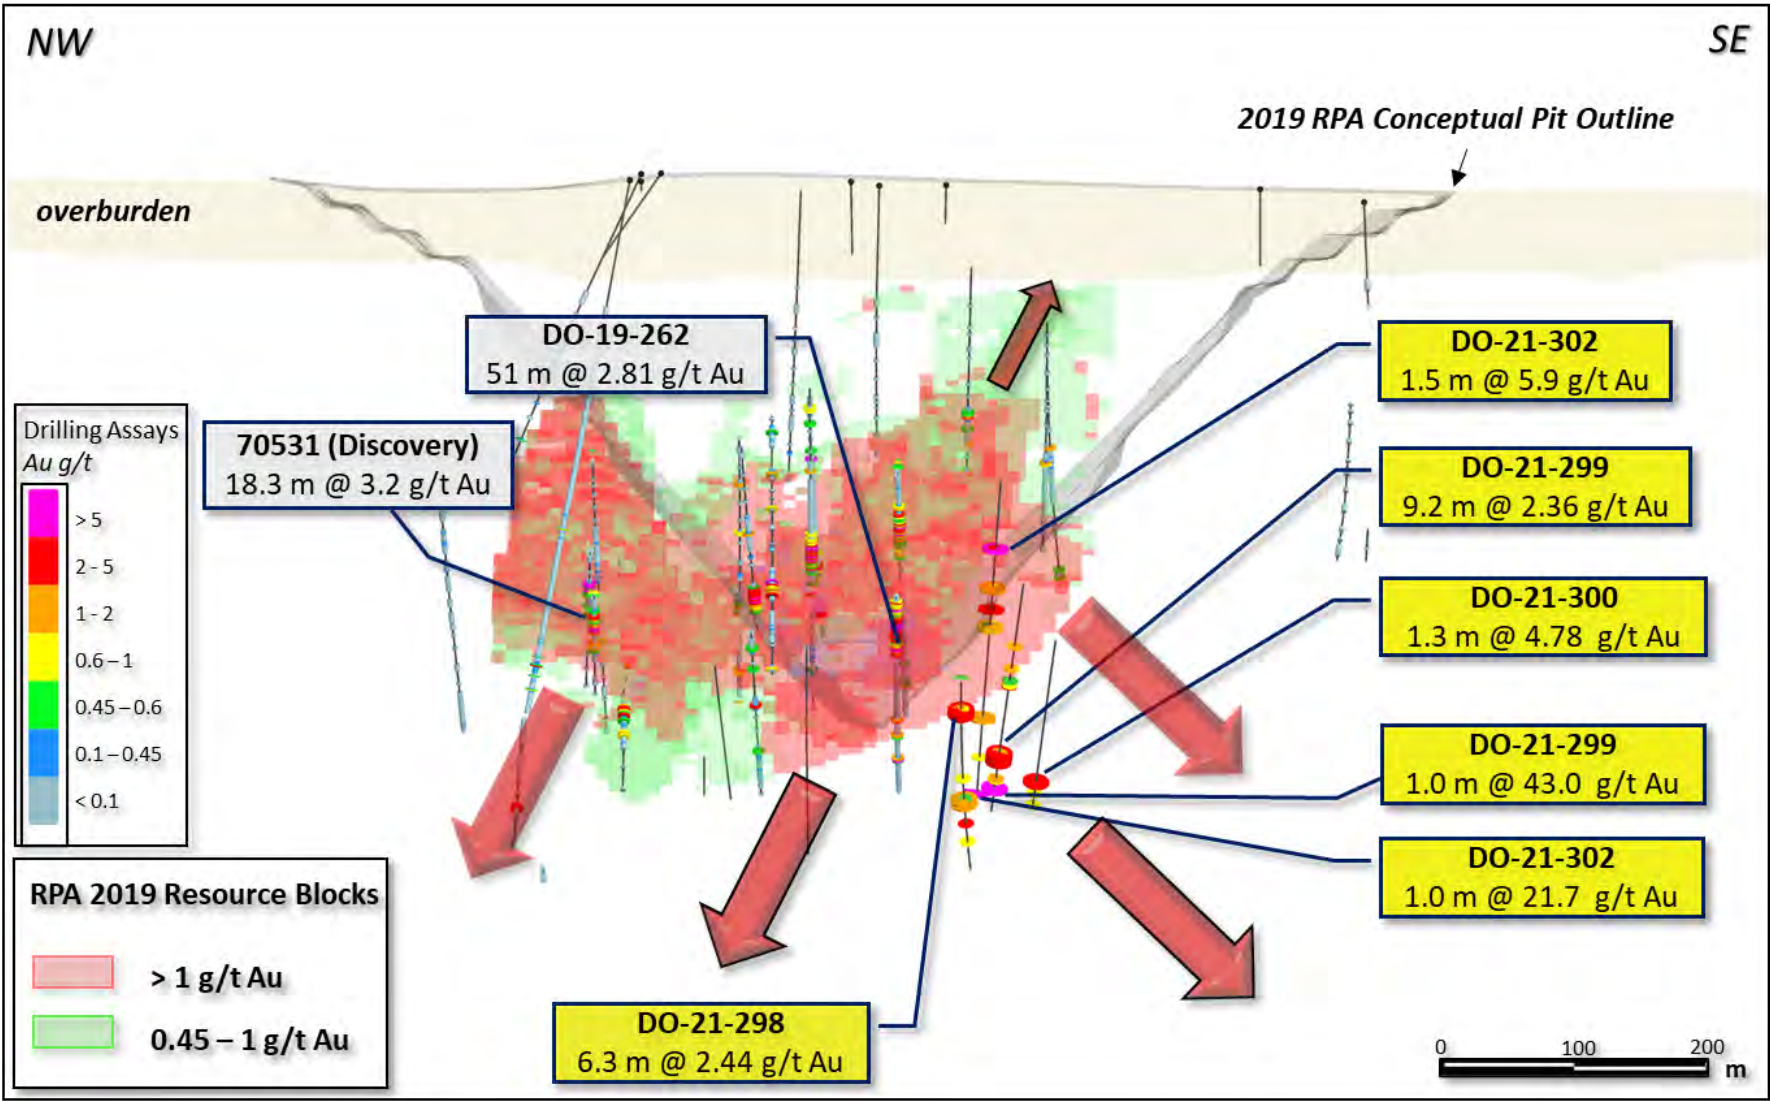 NW
SE
2019 RPA Conceptual Pit Outline
overburden
DO-19-262
51 m @ 2.81 g/t Au
DO-21-302
1.5 m @ 5.9 g/t Au
70531 (Discovery)
18.3 m @ 3.2 g/t Au
DO-21-299
9.2 m @ 2.36 g/t Au
DO-21-300
1.3 m @ 4.78 g/t Au
DO-21-299
1.0 m @ 43.0 g/t Au
DO-21-302
1.0 m @ 21.7 g/t Au
DO-21-298
6.3 m @ 2.44 g/t Au
Drilling Assays
Au g/t
> 5
2 - 5
1 - 2
0.6 – 1
0.45 – 0.6
0.1 – 0.45
< 0.1
RPA 2019 Resource Blocks
> 1 g/t Au
0.45 – 1 g/t Au
0 100 200
m